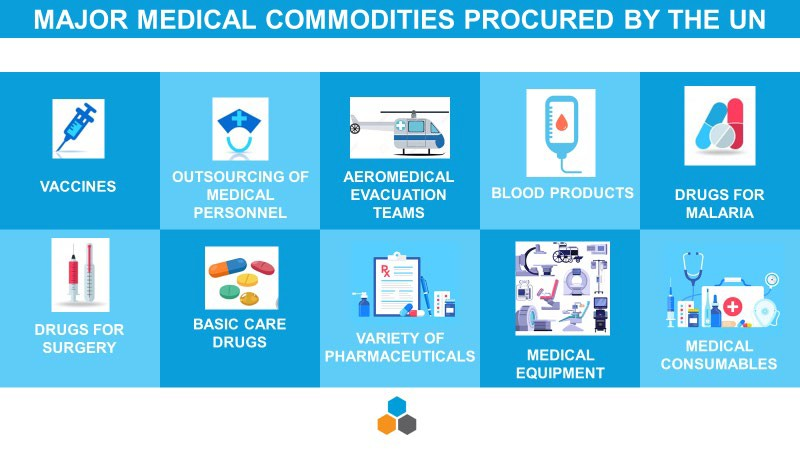 MAJOR MEDICAL COMMODITIES PROCURED BY THE UN
VACCINES
OUTSOURCING OF
MEDICAL
PERSONNEL
AEROMEDICAL
EVACUATION
TEAMS
BLOOD PRODUCTS
DRUGS FOR
MALARIA
DRUGS FOR
SURGERY
BASIC CARE
DRUGS
Rx
VARIETY OF
PHARMACEUTICALS
MEDICAL
EQUIPMENT
MEDICAL
CONSUMABLES